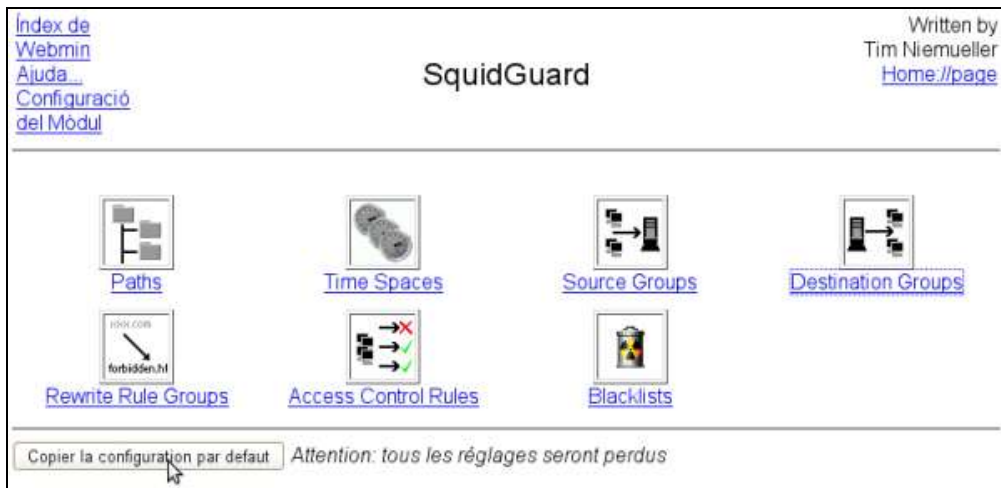 Índex de
Webmin
Ajuda...
Configuració
del Mòdul
SquidGuard
Written by
Tim Niemueller
Home://page
Paths
Time Spaces
Source Groups
Destination Groups
forbidden.ht
Rewrite Rule Groups
Access Control Rules
Blacklists
Copier la configuration par defaut
Attention: tous les réglages seront perdus